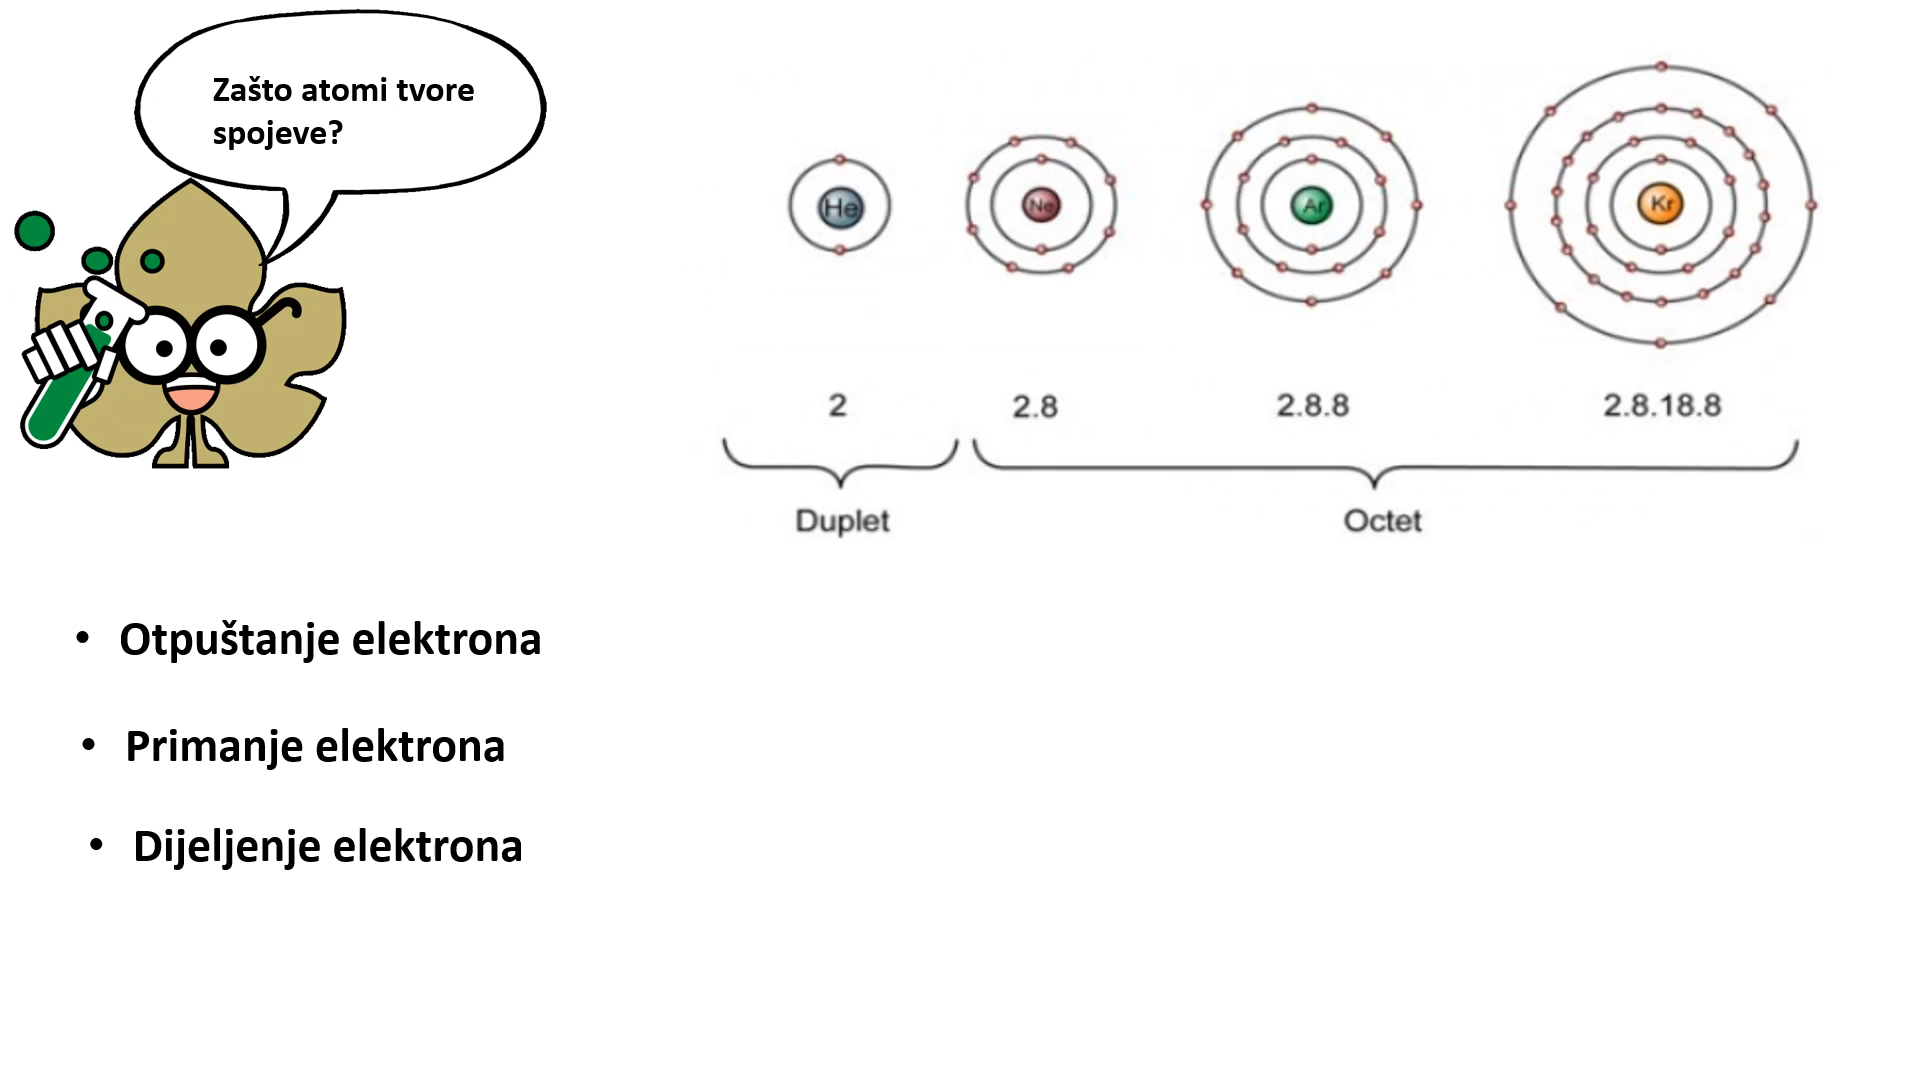 Zašto atomi tvore
spojeve?
He
Ne
Ar
Kr
2
2.8
2.8.8
2.8.18.8
Duplet
Octet
• Otpuštanje elektrona
• Primanje elektrona
• Dijeljenje elektrona